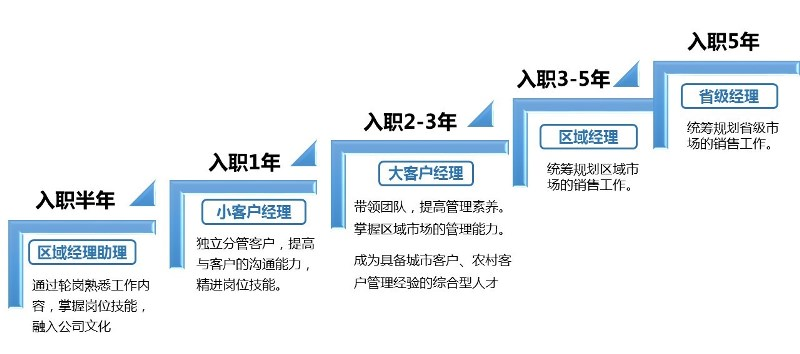 入职半年
区域经理助理
通过轮岗熟悉工作内
容，掌握岗位技能，
融入公司文化
入职1年
小客户经理
独立分管客户，提高
与客户的沟通能力，
精进岗位技能。
入职2-3年
大客户经理
带领团队，提高管理素养。
掌握区域市场的管理能力。
成为具备城市客户、农村客
户管理经验的综合型人才
入职3-5年
区域经理
统筹规划区域市
场的销售工作。
入职5年
省级经理
统筹规划省级市
场的销售工作。